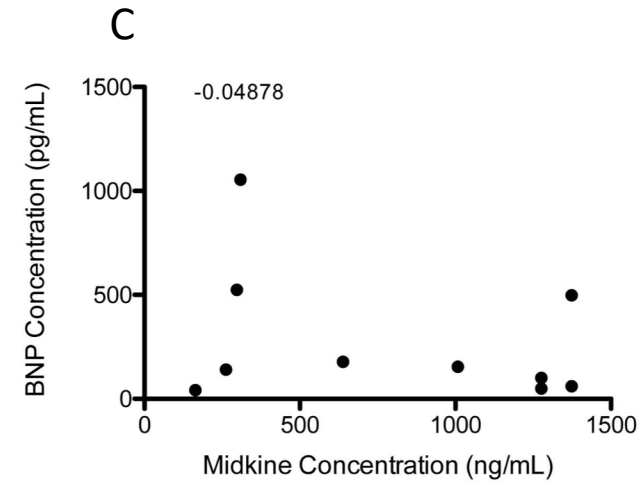 C
-0.04878
BNP Concentration (pg/mL)
1500
1000
500
0
0 500 1000 1500
Midkine Concentration (ng/mL)